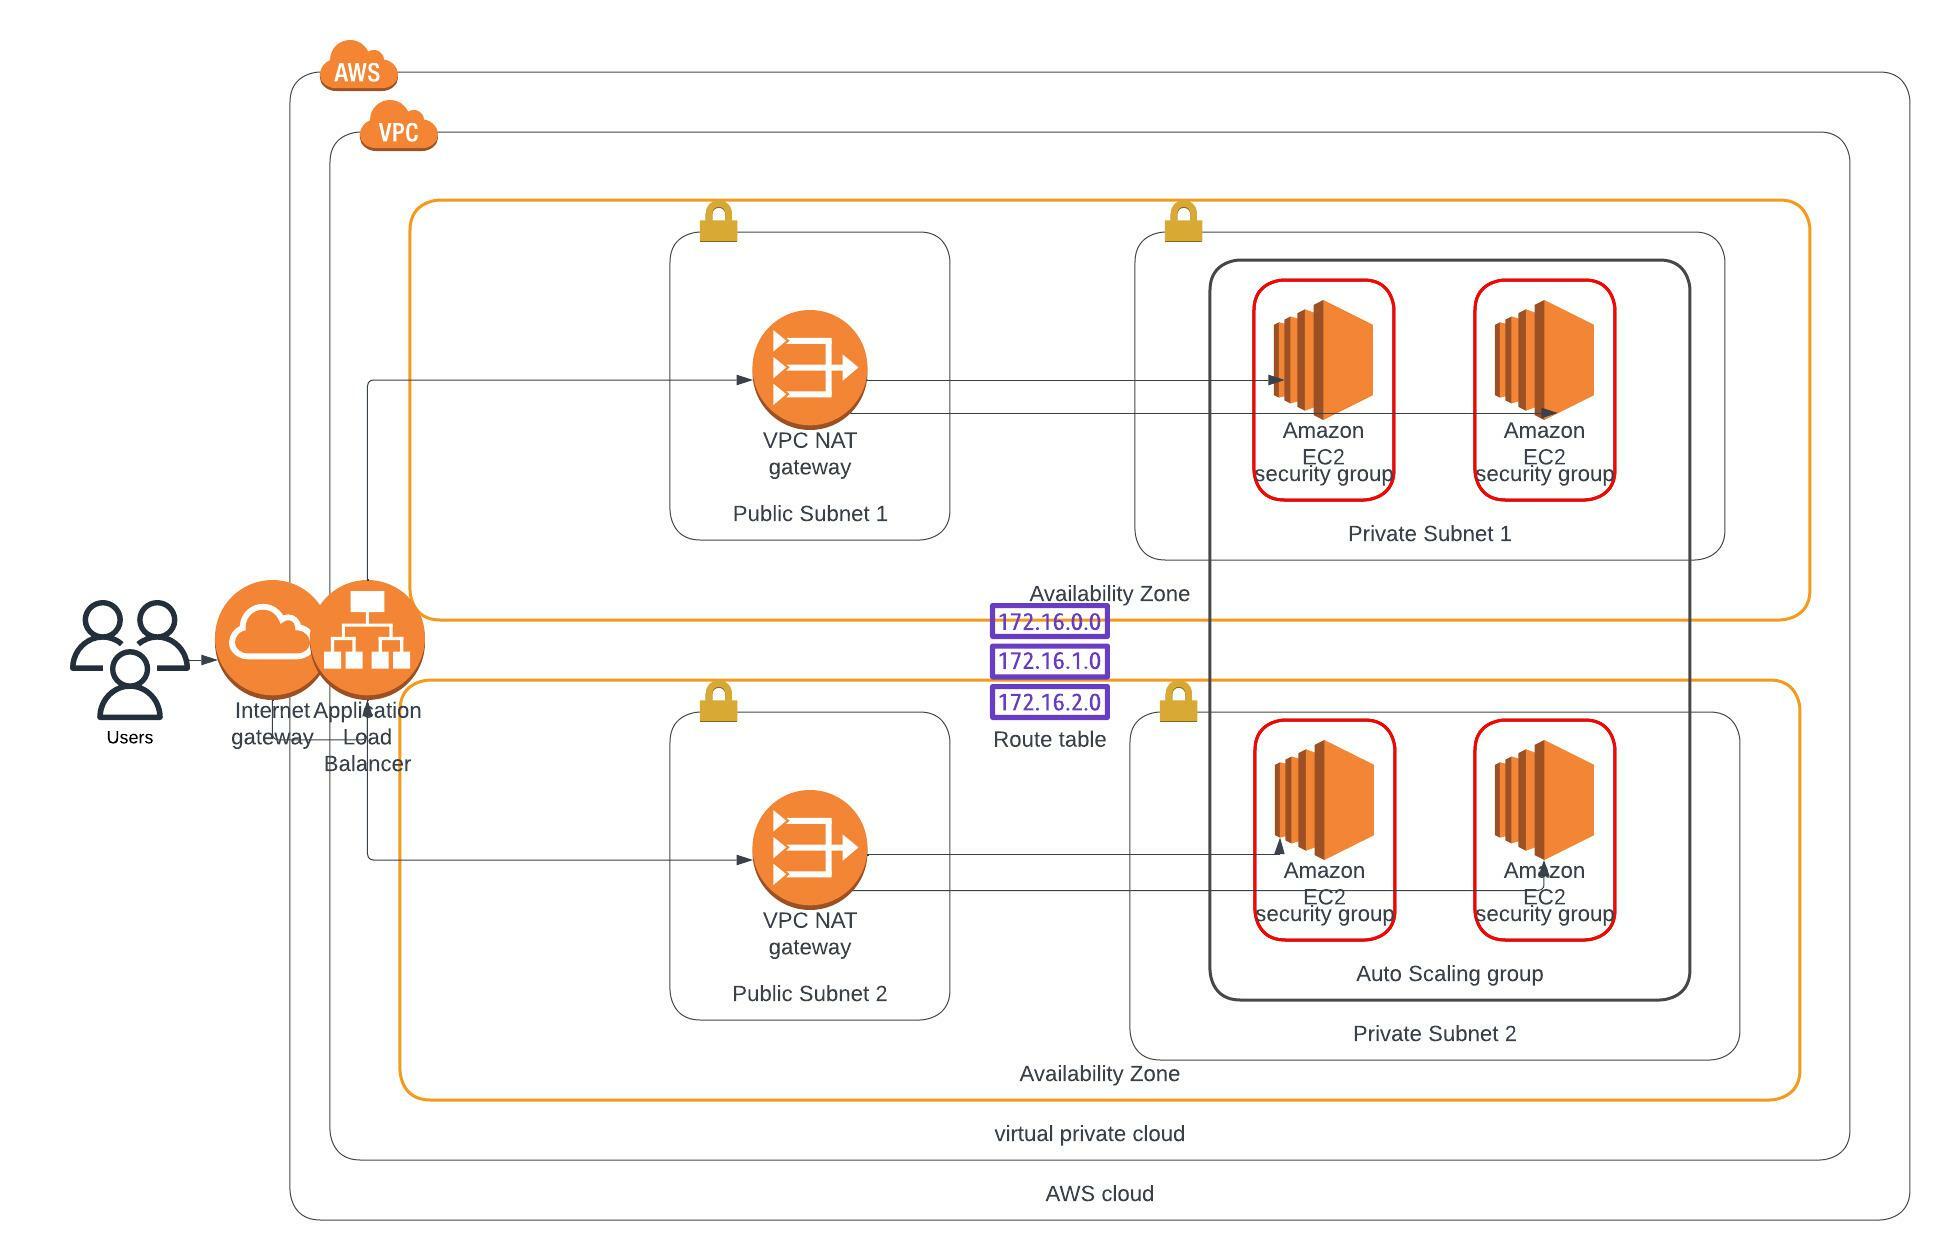 AWS
VPC
Amazon
EC2
security group
Amazon
EC2
security group
VPC NAT
gateway
Public Subnet 1
Private Subnet 1
Availability Zone
172.16.0.0
172.16.1.0
172.16.2.0
Route table
Users
Internet
gateway
Application
Load
Balancer
Amazon
EC2
security group
Amazon
EC2
security group
VPC NAT
gateway
Public Subnet 2
Auto Scaling group
Private Subnet 2
Availability Zone
virtual private cloud
AWS cloud